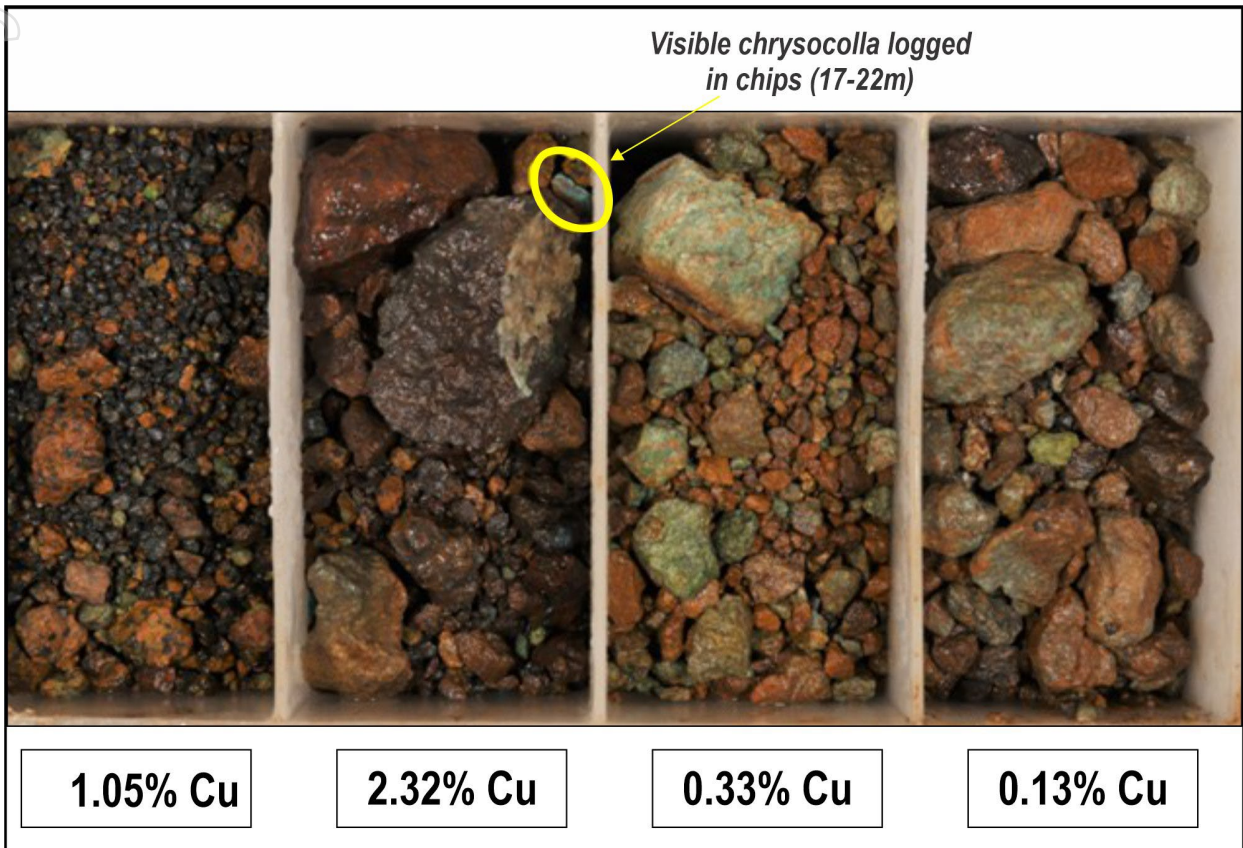 Visible chrysocolla logged
in chips (17-22m)
1.05% Cu
2.32% Cu
0.33% Cu
0.13% Cu